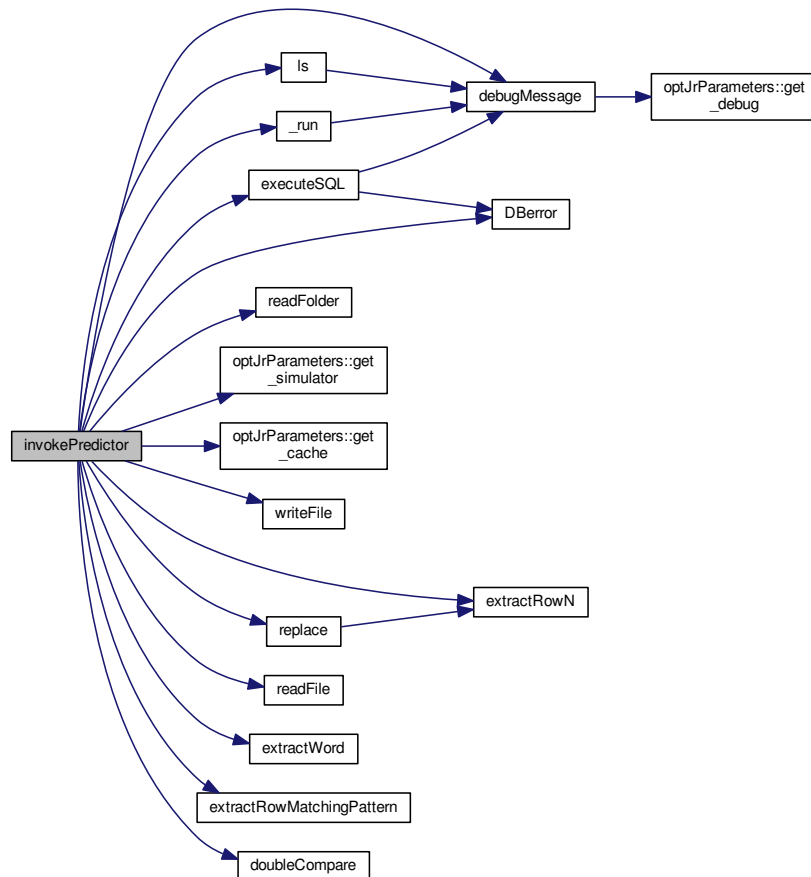 ls
debugMessage
optJrParameters::get
_debug
_run
executeSQL
DBerror
readFolder
optJrParameters::get
_simulator
invokePredictor
optJrParameters::get
_cache
writeFile
extractRowN
replace
readFile
extractWord
extractRowMatchingPattern
doubleCompare